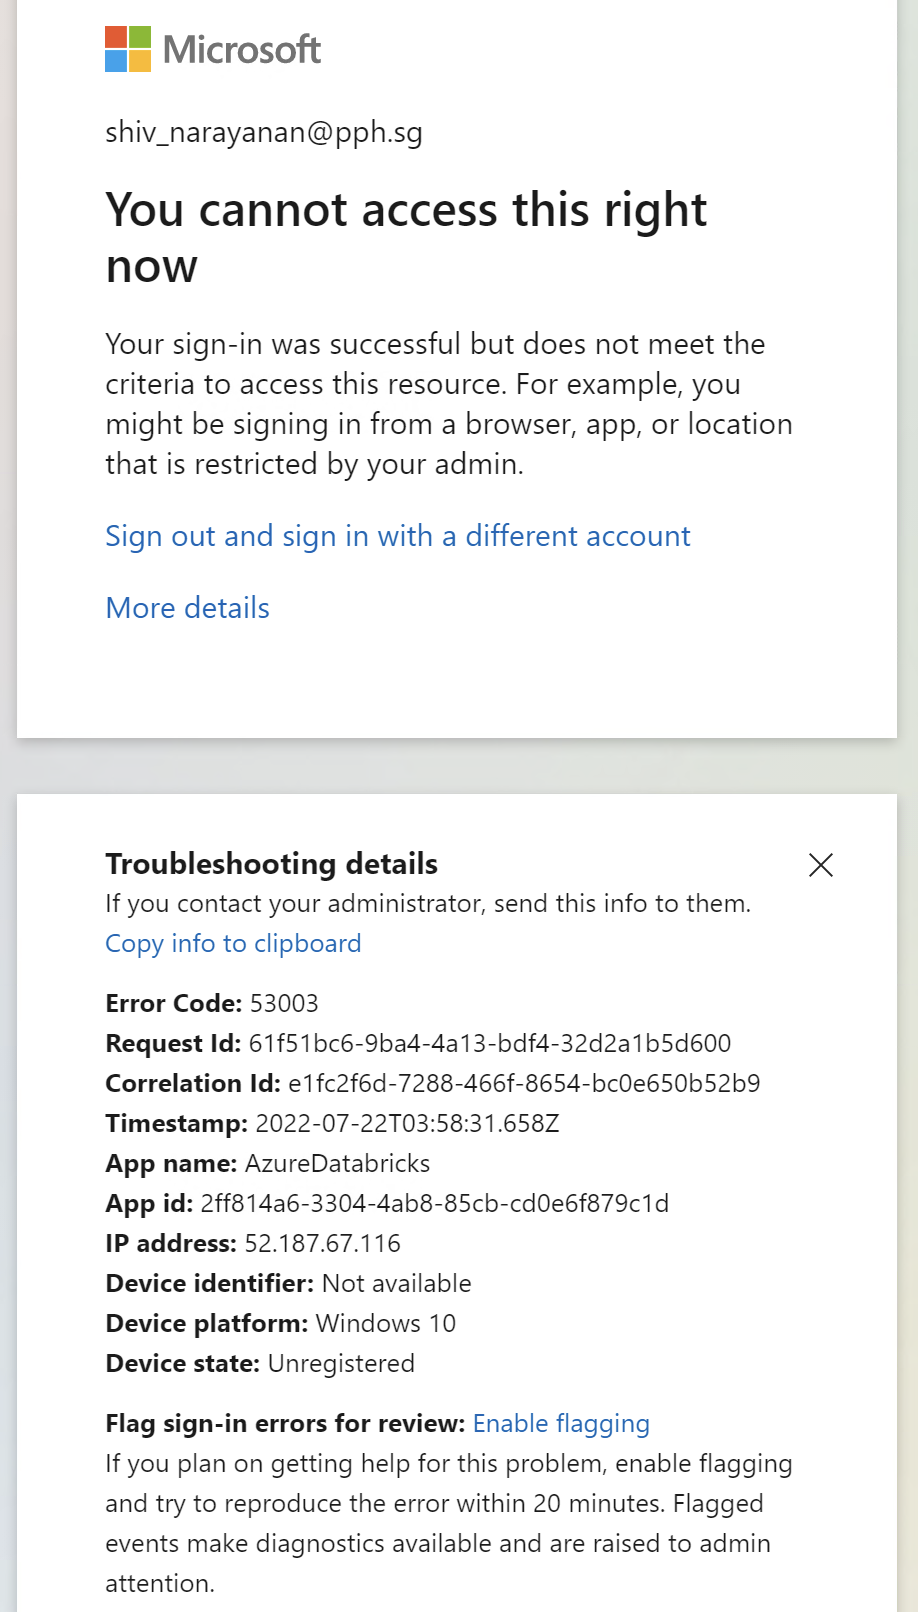 Microsoft
shiv_narayanan@pph.sg
You cannot access this right
now
Your sign-in was successful but does not meet the
criteria to access this resource. For example, you
might be signing in from a browser, app, or location
that is restricted by your admin.
Sign out and sign in with a different account
More details
Troubleshooting details
If you contact your administrator, send this info to them.
Copy info to clipboard
Error Code: 53003
Request Id: 61f51bc6-9ba4-4a13-bdf4-32d2a1b5d600
Correlation Id: e1fc2f6d-7288-466f-8654-bc0e650b52b9
Timestamp: 2022-07-22T03:58:31.658Z
App name: AzureDatabricks
App id: 2ff814a6-3304-4ab8-85cb-cd0e6f879c1d
IP address: 52.187.67.116
Device identifier: Not available
Device platform: Windows 10
Device state: Unregistered
Flag sign-in errors for review: Enable flagging
If you plan on getting help for this problem, enable flagging
and try to reproduce the error within 20 minutes. Flagged
events make diagnostics available and are raised to admin
attention.